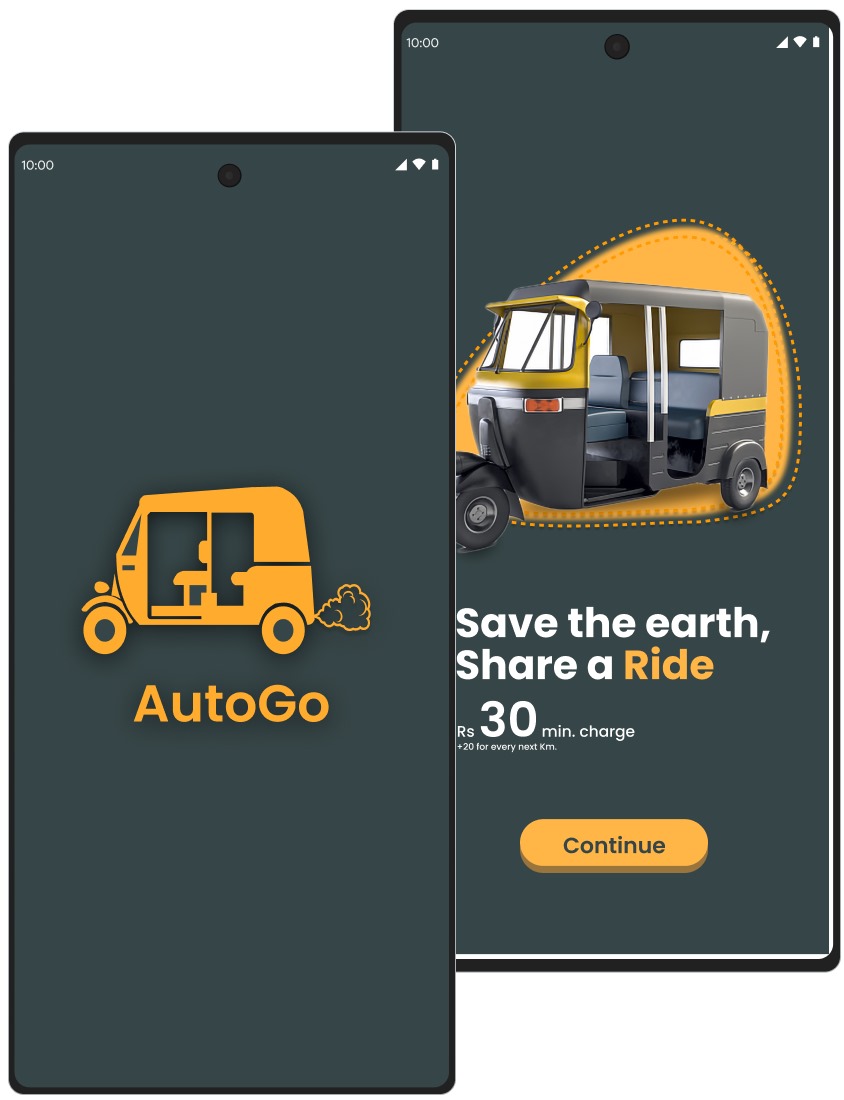 10:00
AutoGo
10:00
Save the earth,
Share a Ride
Rs 30 min. charge
+20 for every next Km.
Continue